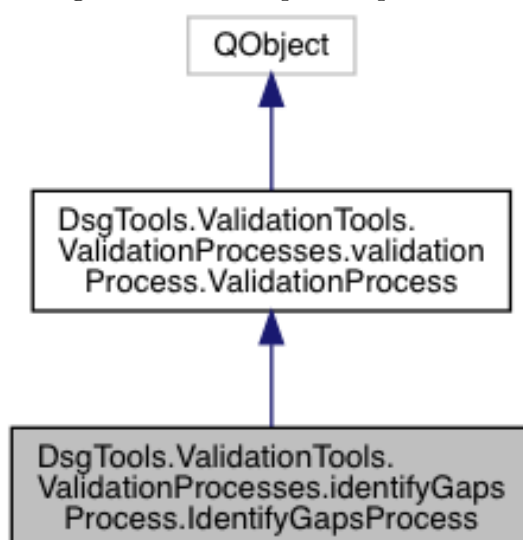 QObject
DsgTools.ValidationTools.
ValidationProcesses.validation
Process.ValidationProcess
DsgTools.ValidationTools.
ValidationProcesses.identifyGaps
Process.IdentifyGapsProcess